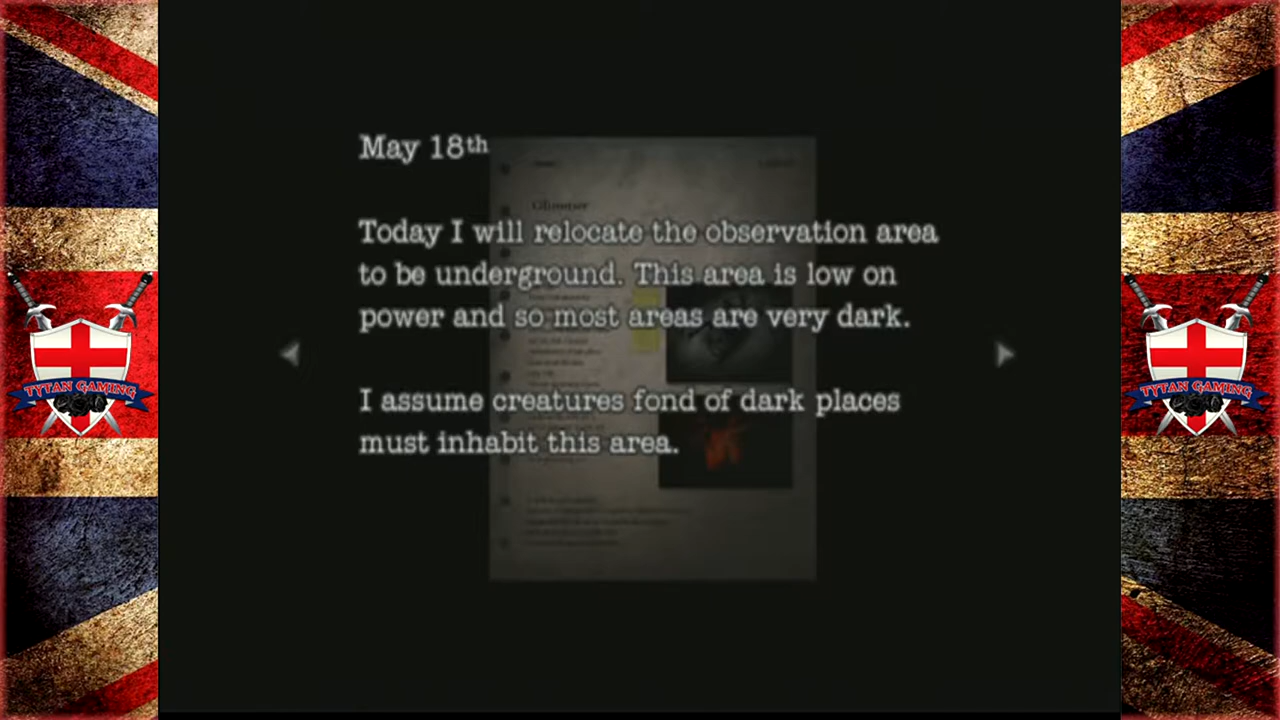 May 18th
Glimmer
Today I will relocate the observation area
to be underground. This area is low on
power and so most areas are very dark.
I assume creatures fond of dark places
must inhabit this area.
TYTAN GAMING
TYTAN GAMING